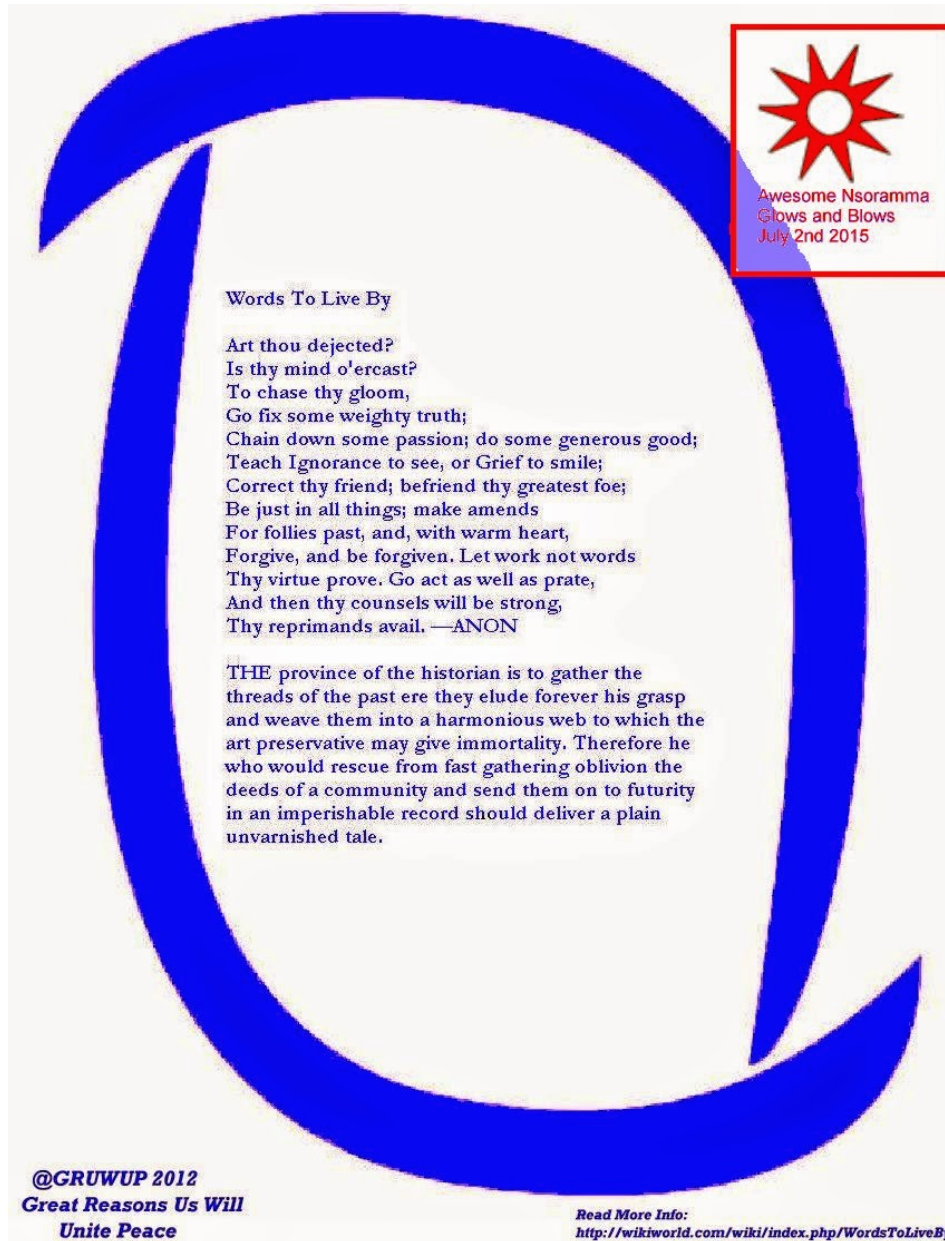 Awesome Nsoramma
Glows and Blows
July 2nd 2015
Words To Live By
Art thou dejected?
Is thy mind o'ercast?
To chase thy gloom,
Go fix some weighty truth;
Chain down some passion; do some generous good;
Teach Ignorance to see, or Grief to smile;
Correct thy friend; befriend thy greatest foe;
Be just in all things; make amends
For follies past, and, with warm heart,
Forgive, and be forgiven. Let work not words
Thy virtue prove. Go act as well as prate,
And then thy counsels will be strong,
Thy reprimands avail. —ANON
THE province of the historian is to gather the
threads of the past ere they elude forever his grasp
and weave them into a harmonious web to which the
art preservative may give immortality. Therefore he
who would rescue from fast gathering oblivion the
deeds of a community and send them on to futurity
in an imperishable record should deliver a plain
unvarnished tale.
@GRUWUP 2012
Great Reasons Us Will
Unite Peace
Read More Info:
http://wikiworld.com/wiki/index.php/WordsToLiveBy